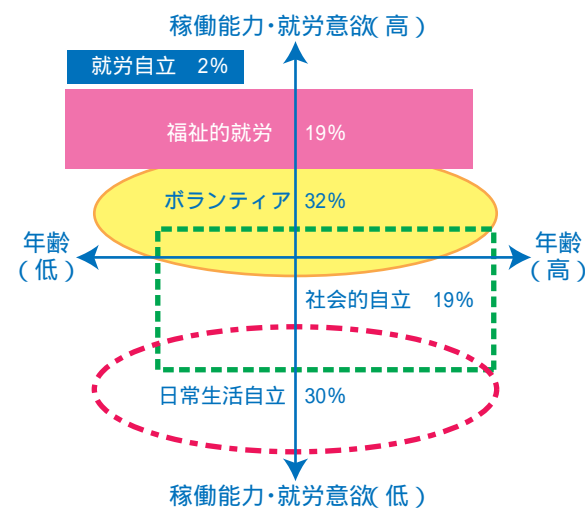 稼働能力・就労意欲(高)
就労自立 2%
福祉的就労 19%
ボランティア 32%
年齢
(低)
年齢
(高)
社会的自立 19%
日常生活自立 30%
稼働能力・就労意欲(低)